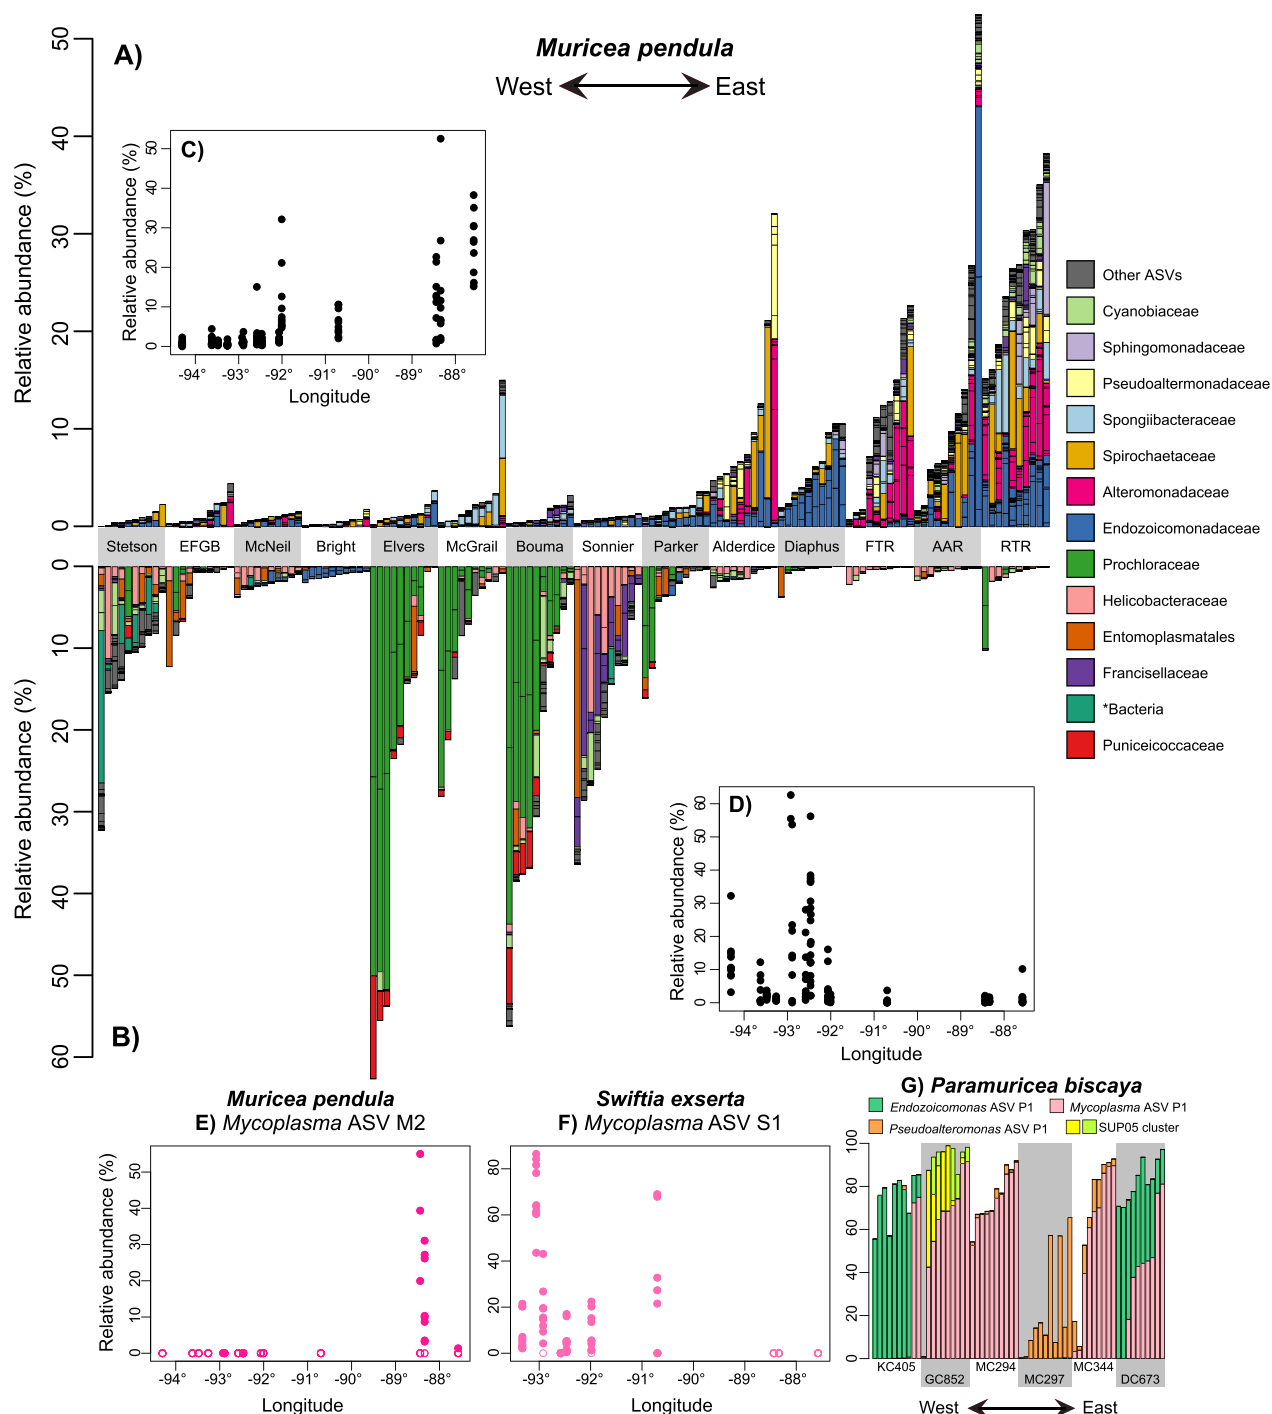 A)
Muricea pendula
West East
Relative abundance (%)
50
40
30
20
10
0
C)
Relative abundance (%)
50
40
30
20
10
0
-94 -93 -92 -91 -90 -89 -88
Longitude
Other ASVs
Cyanobiaceae
Sphingomonadaceae
Pseudoaltermonadaceae
Spongiibacteraceae
Spirochaetaceae
Alteromonadaceae
Endozoicomonadaceae
Prochloraceae
Helicobacteraceae
Entomoplasmatales
Francisellaceae
*Bacteria
Puniceicoccaceae
Stetson EFGB McNeil Bright Elvers McGrail Bouma Sonnier Parker Alderdice Diaphus FTR AAR RTR
B)
Relative abundance (%)
0
10
20
30
40
50
60
D)
Relative abundance (%)
60
50
40
30
20
10
0
-94° -93° -92° -91° -90° -89° -88°
Longitude
Muricea pendula
E) Mycoplasma ASV M2
Relative abundance (%)
50
40
30
20
10
0
-94° -93° -92° -91° -90° -89° -88°
Longitude
Swiftia exserta
F) Mycoplasma ASV S1
80
60
40
20
0
-93° -92° -91° -90° -89° -88°
Longitude
G) Paramuricea biscaya
Endozoicomonas ASV P1 Mycoplasma ASV P1
Pseudoalteromonas ASV P1 SUP05 cluster
100
80
60
40
20
0
KC405 MC294 MC344
GC852 MC297 DC673
West East